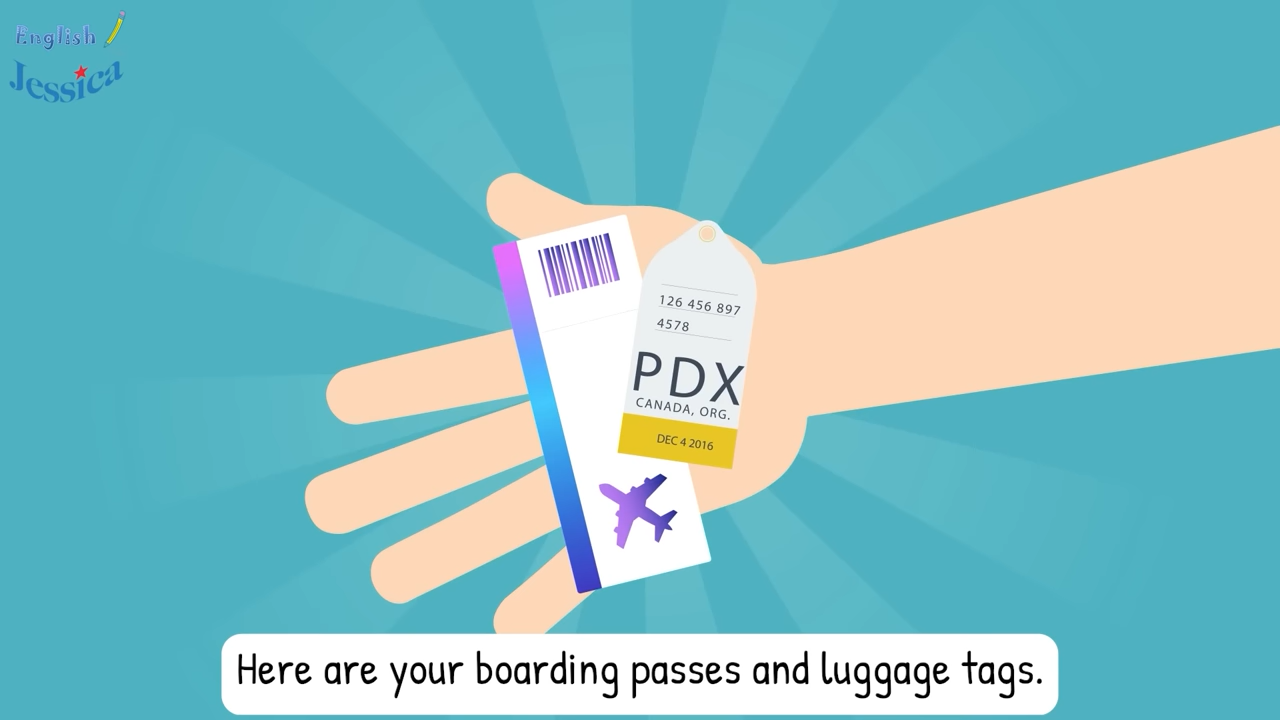 English
Jessica
126 456 897
4578
PDX
CANADA, ORG.
DEC 4 2016
Here are your boarding passes and luggage tags.